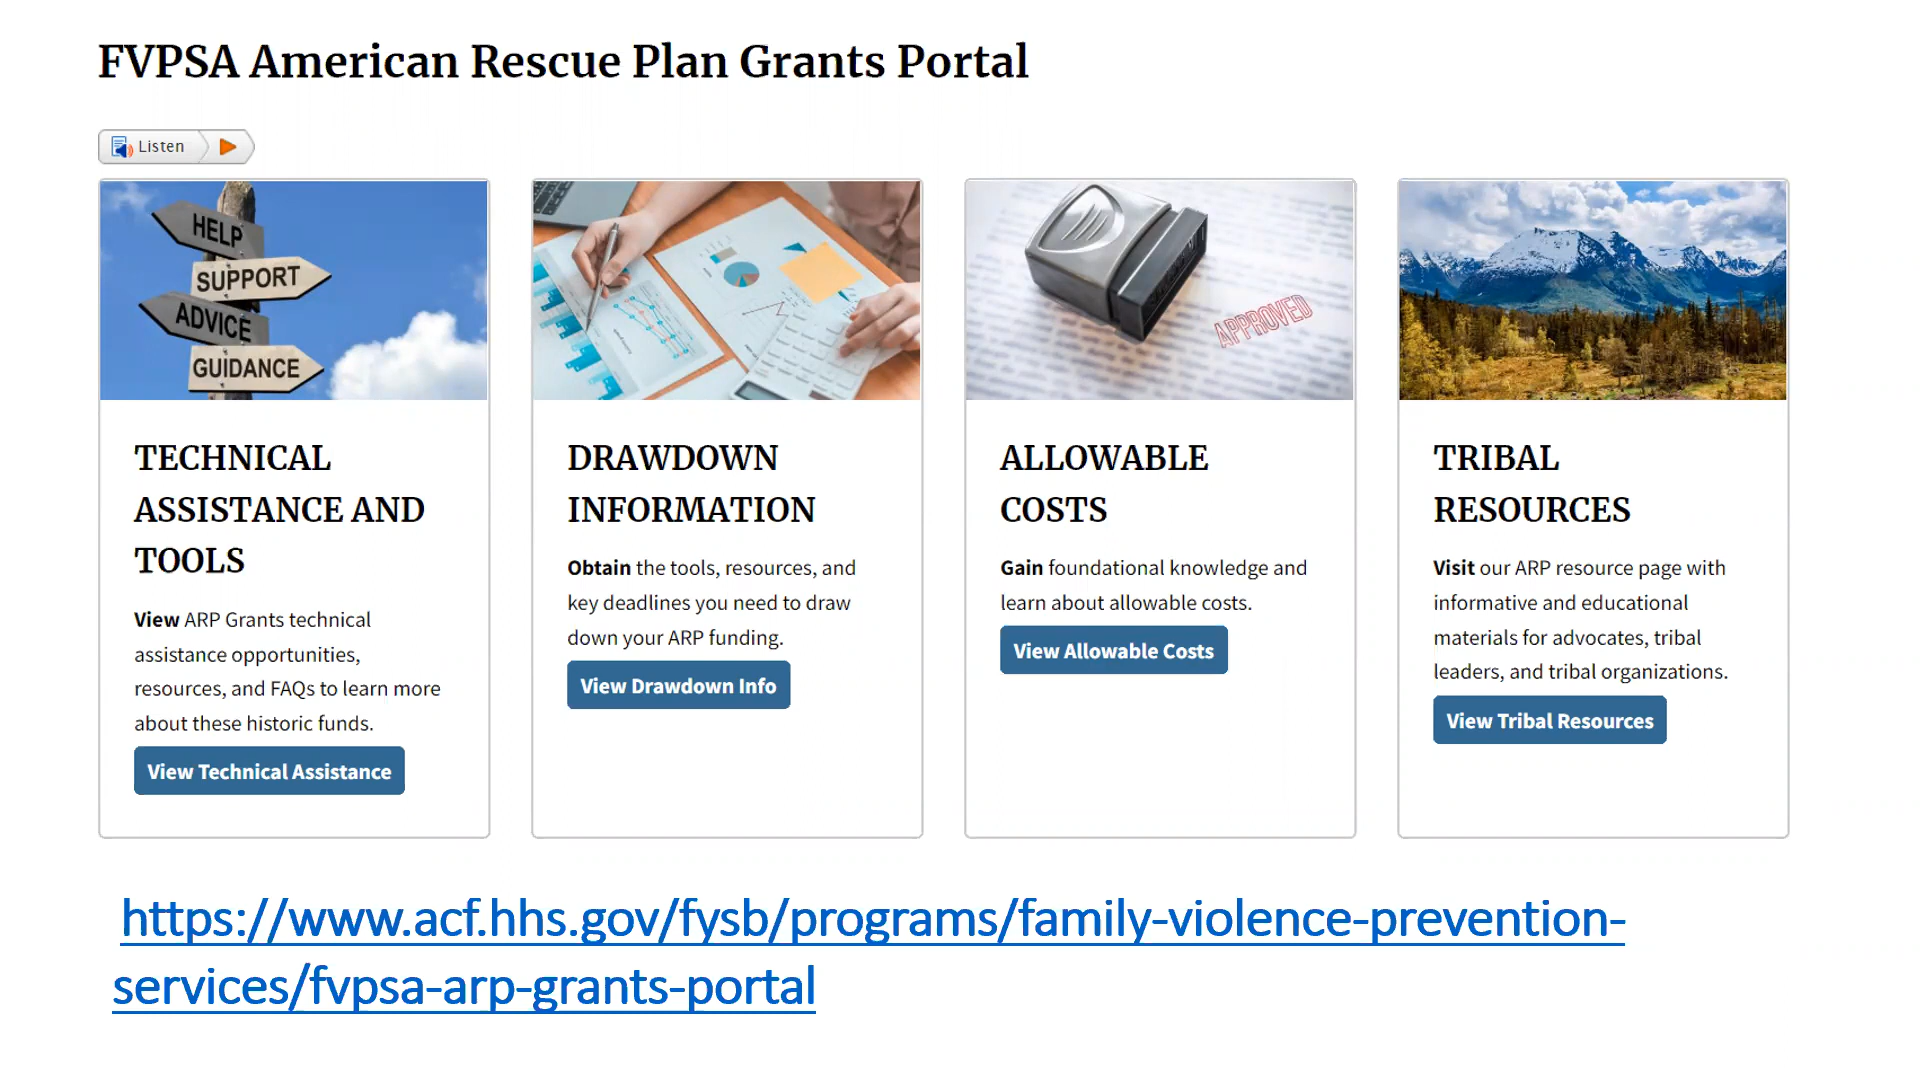 FVPSA American Rescue Plan Grants Portal
Listen
HELP
SUPPORT
ADVICE
GUIDANCE
APPROVED
TECHNICAL
ASSISTANCE AND
TOOLS
View ARP Grants technical
assistance opportunities,
resources, and FAQs to learn more
about these historic funds.
View Technical Assistance
DRAWDOWN
INFORMATION
Obtain the tools, resources, and
key deadlines you need to draw
down your ARP funding.
View Drawdown Info
ALLOWABLE
COSTS
Gain foundational knowledge and
learn about allowable costs.
View Allowable Costs
TRIBAL
RESOURCES
Visit our ARP resource page with
informative and educational
materials for advocates, tribal
leaders, and tribal organizations.
View Tribal Resources
https://www.acf.hhs.gov/fysb/programs/family-violence-prevention-
services/fvpsa-arp-grants-portal